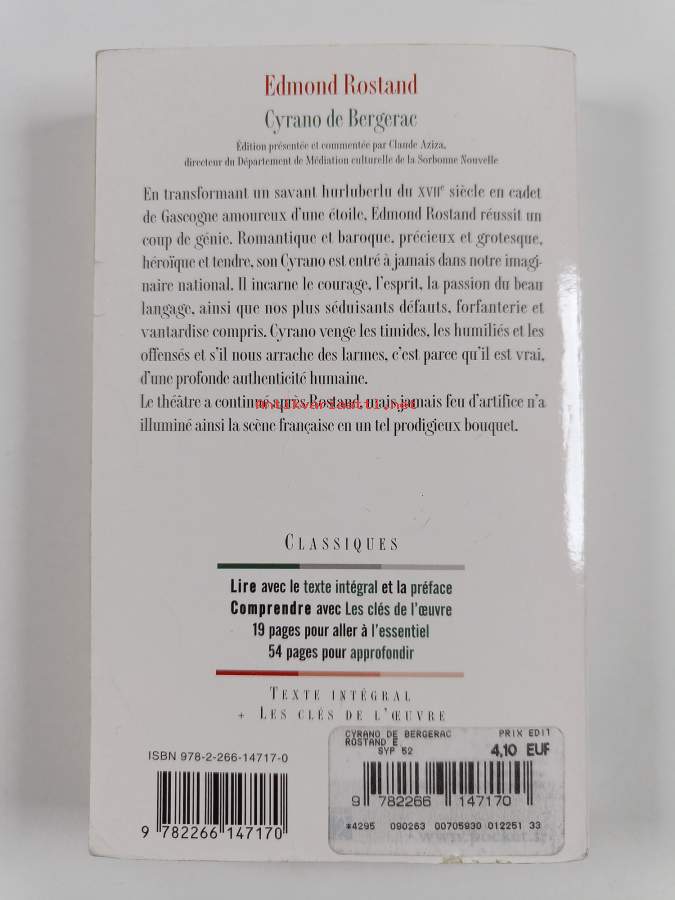 Edmond Rostand
Cyrano de Bergerac
Édition présentée et commentée par Claude Aziza,
directeur du Département de Médiation culturelle de la Sorbonne Nouvelle
En transformant un savant hurluberlu du XVIIe siècle en cadet
de Gascogne amoureux d'une étoile, Edmond Rostand réussit un
coup de génie. Romantique et baroque, précieux et grotesque,
héroïque et tendre, son Cyrano est entré à jamais dans notre imagi-
naire national. Il incarne le courage, l'esprit, la passion du beau
langage, ainsi que nos plus séduisants défauts, forfanterie et
vantardise compris. Cyrano venge les timides, les humiliés et les
offensés et s'il nous arrache des larmes, c'est parce qu'il est vrai,
d'une profonde authenticité humaine.
Le théâtre a continué après Rostand, mais jamais feu d'artifice n'a
antikvariaatti.net
illuminé ainsi la scène française en un tel prodigieux bouquet.
CLASSIQUES
Lire avec le texte intégral et la préface
Comprendre avec Les clés de l'œuvre
19 pages pour aller à l'essentiel
54 pages pour approfondir
TEXTE INTÉGRAL
+ LES CLÉS DE L'ŒUVRE
ISBN 978-2-266-14717-0
9 782266 147170
CYRANO DE BERGERAC PRIX EDIT
ROSTAND E
SYP 52 4,10 EUF
9 782266 147170
*4295 090263 00705930 012251 33
www.pocket.fr